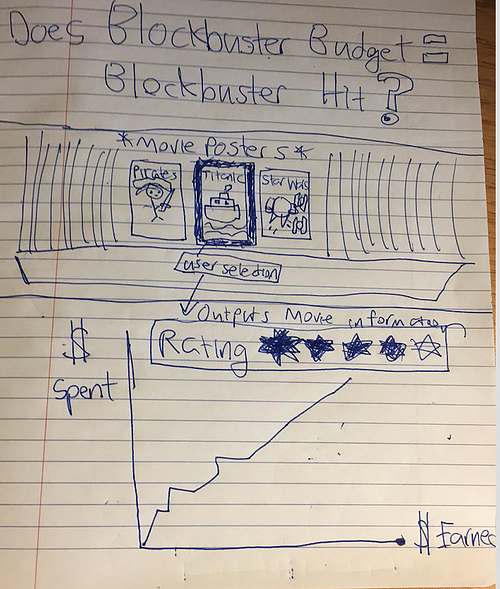 Does Blockbuster Budget =
Blockbuster Hit?
*Movie Posters*
Pirates
Titanic
Star Wars
user selection
Outputs Movie information
Rating
$
Spent
$ Earned